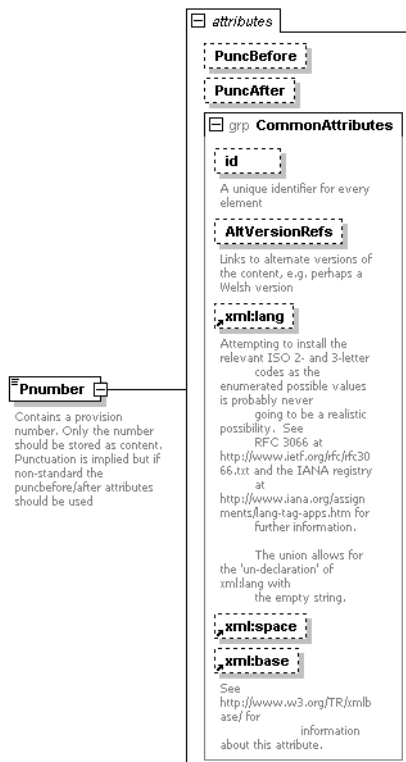 attributes
PuncBefore
PuncAfter
grp CommonAttributes
id
A unique identifier for every
element
AltVersionRefs
Links to alternate versions of
the content, e.g. perhaps a
Welsh version
xml:lang
Attempting to install the
relevant ISO 2- and 3-letter
codes as the
enumerated possible values
is probably never
going to be a realistic
possibility. See
RFC 3066 at
http://www.ietf.org/rfc/rfc30
66.txt and the IANA registry
at
http://www.iana.org/assign
ments/lang-tag-apps.htm for
further information.
The union allows for
the 'un-declaration' of
xml:lang with
the empty string.
xml:space
xml:base
See
http://www.w3.org/TR/xmlb
ase/ for
information
about this attribute.
Pnumber
Contains a provision
number. Only the number
should be stored as content.
Punctuation is implied but if
non-standard the
puncbefore/after attributes
should be used